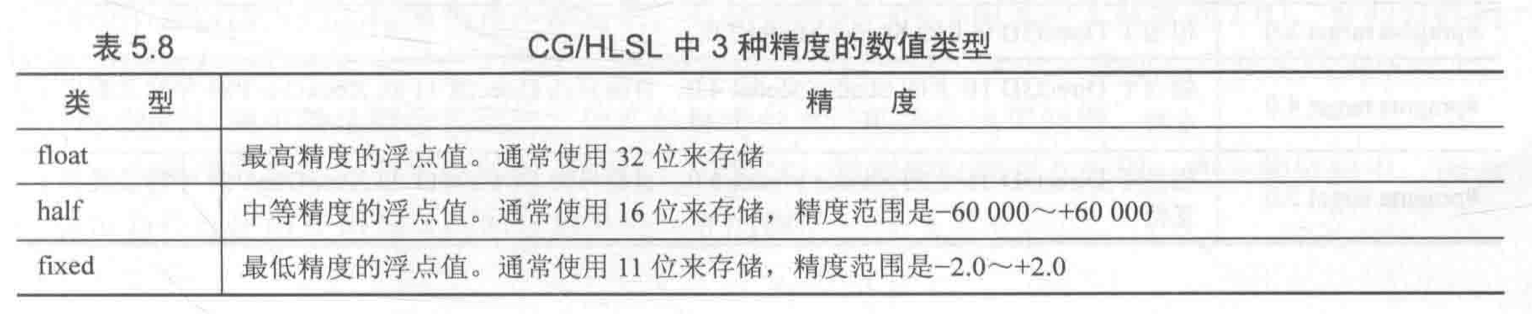 表 5.8 CG/HLSL 中 3 种精度的数值类型
类 型 精 度
float 最高精度的浮点值。通常使用 32 位来存储
half 中等精度的浮点值。通常使用 16 位来存储，精度范围是−60 000～+60 000
fixed 最低精度的浮点值。通常使用 11 位来存储，精度范围是−2.0～+2.0